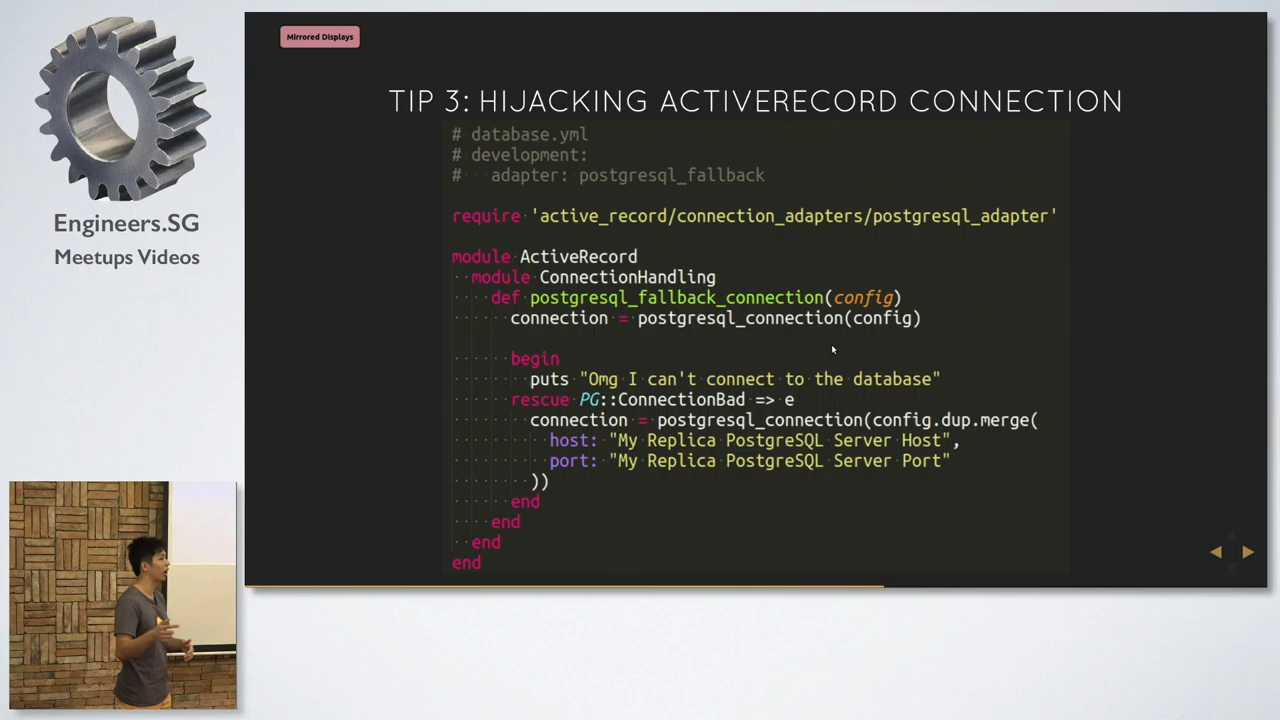 Mirrored Displays
Engineers.SG
Meetups Videos
TIP 3: HIJACKING ACTIVERECORD CONNECTION
# database.yml
# development:
#   adapter: postgresql_fallback
require 'active_record/connection_adapters/postgresql_adapter'
module ActiveRecord
module ConnectionHandling
def postgresql_fallback_connection(config)
connection = postgresql_connection(config)
begin
puts "Omg I can't connect to the database"
rescue PG::ConnectionBad => e
connection = postgresql_connection(config.dup.merge(
host: "My Replica PostgreSQL Server Host",
port: "My Replica PostgreSQL Server Port"
))
end
end
end
end